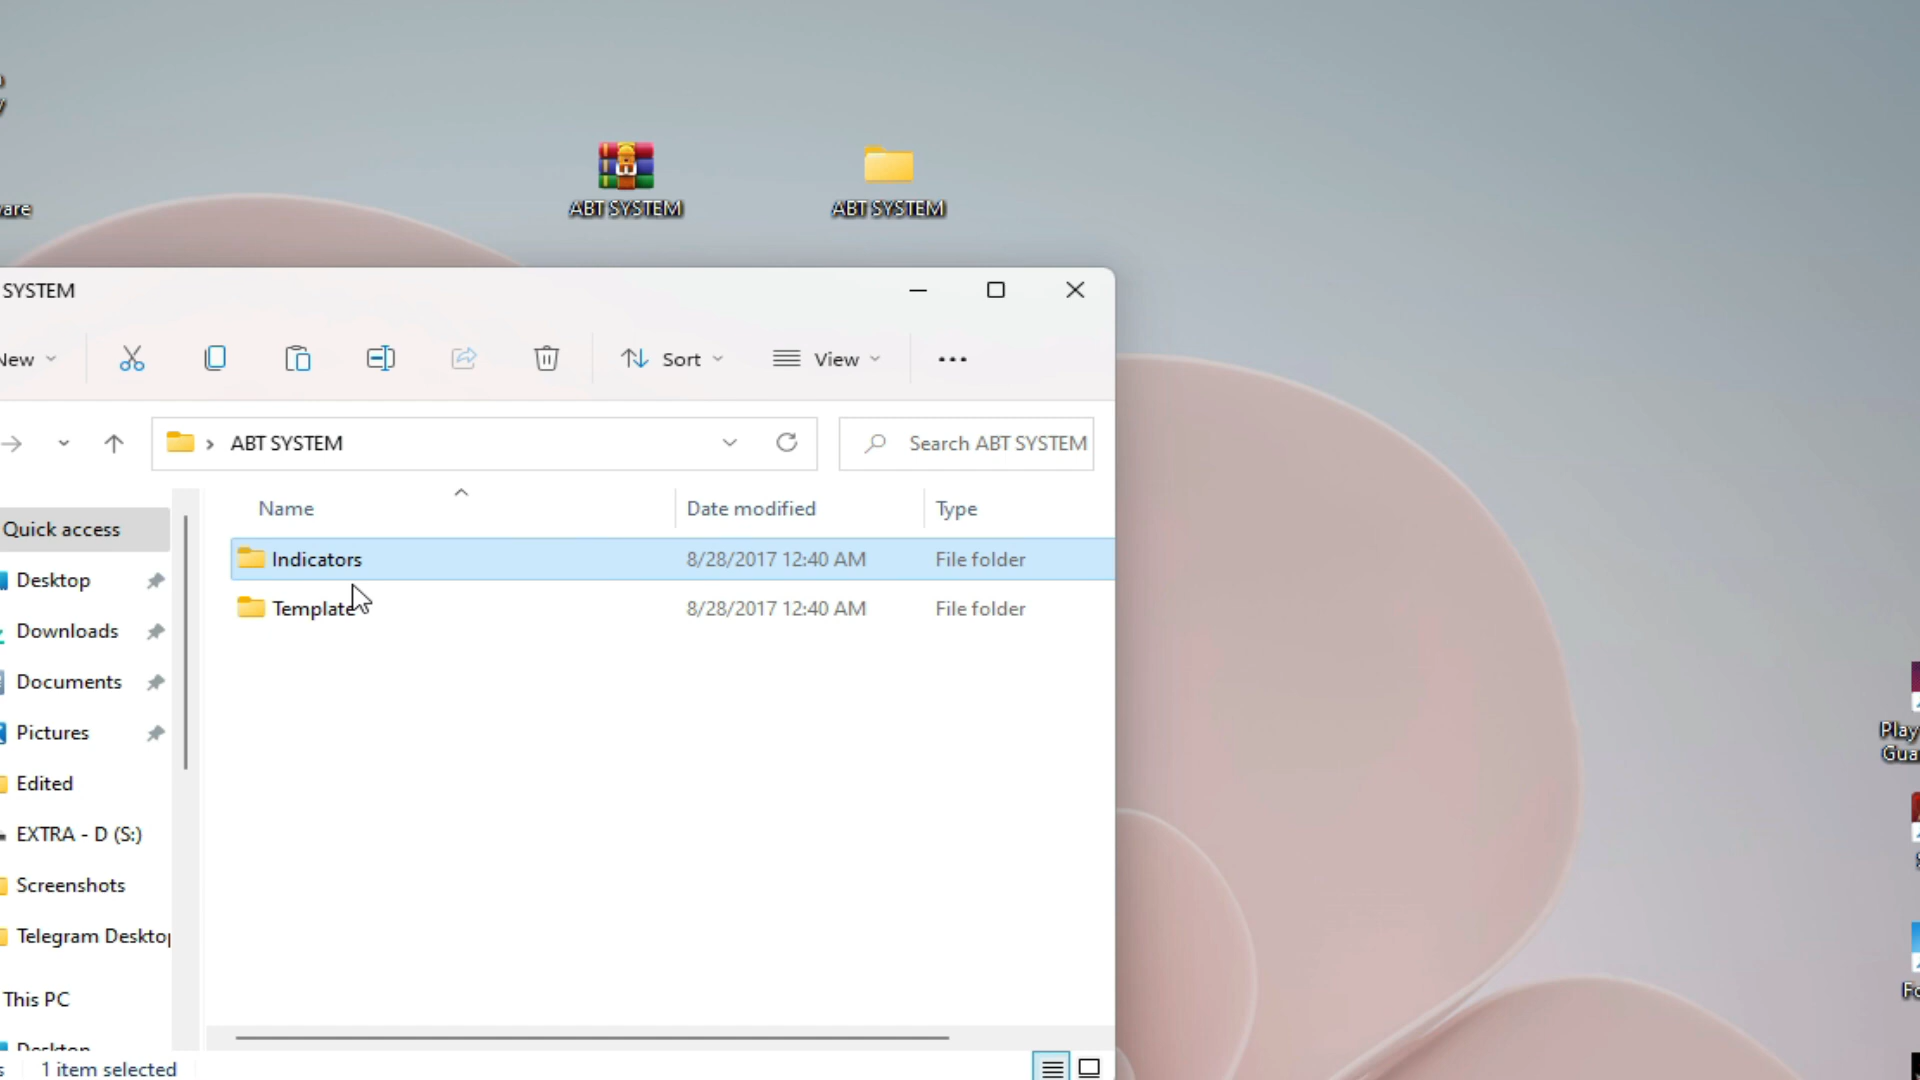 ABT SYSTEM
ABT SYSTEM
SYSTEM
New
Sort
View
ABT SYSTEM
Search ABT SYSTEM
Name
Date modified
Type
Quick access
Desktop
Downloads
Documents
Pictures
Edited
EXTRA - D (S:)
Screenshots
Telegram Desktop
This PC
Desktop
Indicators 8/28/2017 12:40 AM File folder
Template 8/28/2017 12:40 AM File folder
1 item selected
Play
Gua